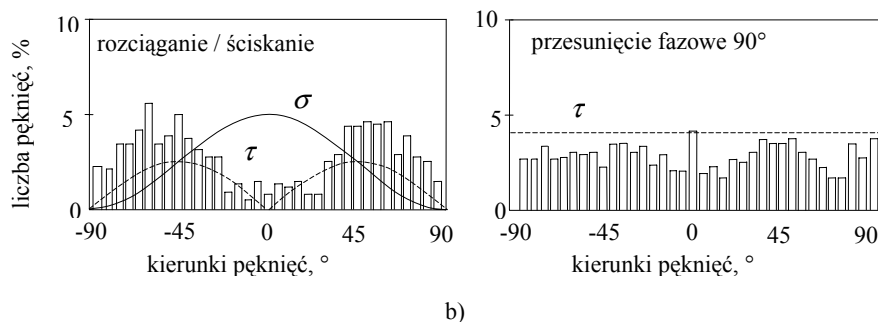 10
rozciąganie / ściskanie
σ
5
τ
0
-90 -45 0 45 90
liczba pęknięć, %
kierunki pęknięć, °
10
przesunięcie fazowe 90°
τ
5
0
-90 -45 0 45 90
kierunki pęknięć, °
b)